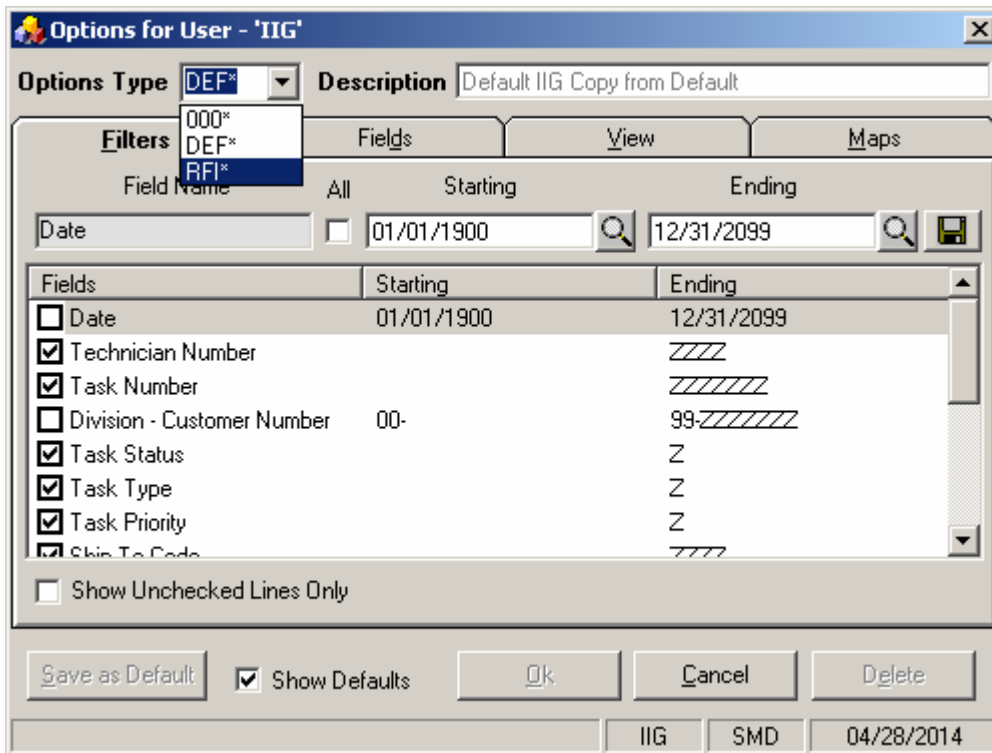 Options for User - 'IIG'
Options Type DEF* Description Default IIG Copy from Default
000*
DEF*
RFI*
Filters Fields View Maps
Field Name All Starting Ending
Date 01/01/1900 12/31/2099
Fields Starting Ending
Date 01/01/1900 12/31/2099
Technician Number ZZZZ
Task Number ZZZZZZZ
Division - Customer Number 00- 99-ZZZZZZZ
Task Status Z
Task Type Z
Task Priority Z
Ship To Code ZZZZ
Show Unchecked Lines Only
Save as Default Show Defaults Ok Cancel Delete
IIG SMD 04/28/2014